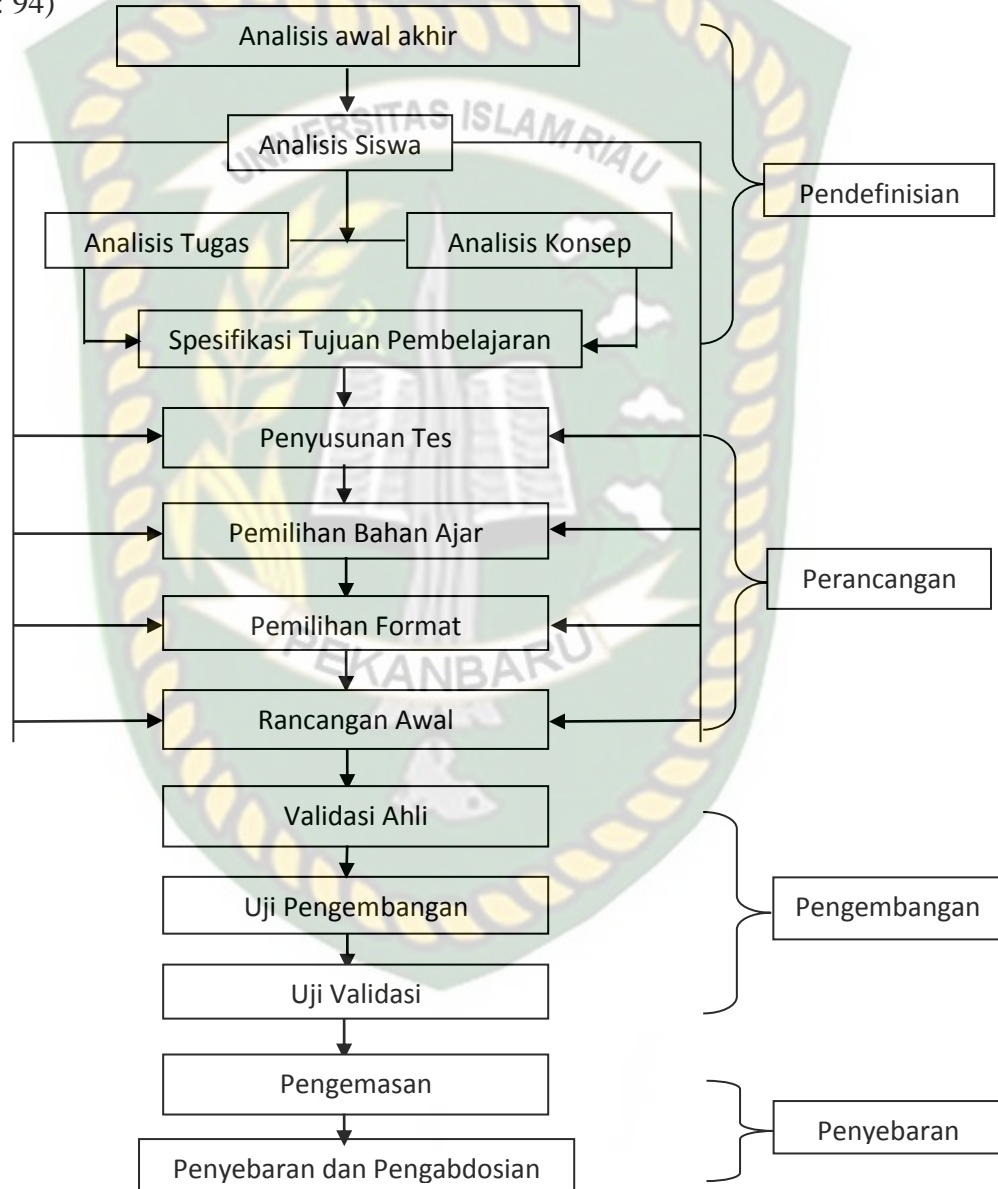 : 94)
Analisis awal akhir
UNIVERSITAS ISLAM RIAU
Analisis Siswa
Pendefinisian
Analisis Tugas
Analisis Konsep
Spesifikasi Tujuan Pembelajaran
Penyusunan Tes
Pemilihan Bahan Ajar
Perancangan
Pemilihan Format
PEKANBARU
Rancangan Awal
Validasi Ahli
Uji Pengembangan
Pengembangan
Uji Validasi
Pengemasan
Penyebaran
Penyebaran dan Pengabdosian